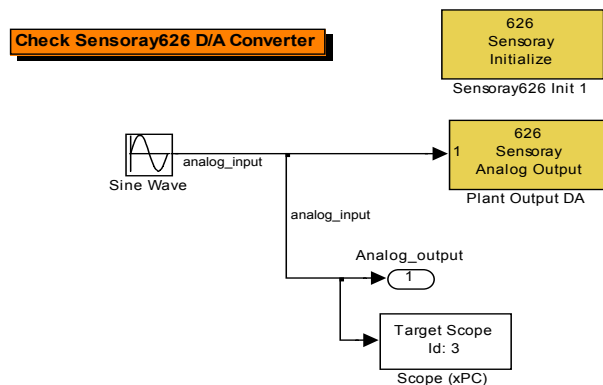 Check Sensoray626 D/A Converter
626
Sensoray
Initialize
Sensoray626 Init 1
Sine Wave
analog_input
1
626
Sensoray
Analog Output
Plant Output DA
analog_input
Analog_output
1
Target Scope
Id: 3
Scope (xPC)